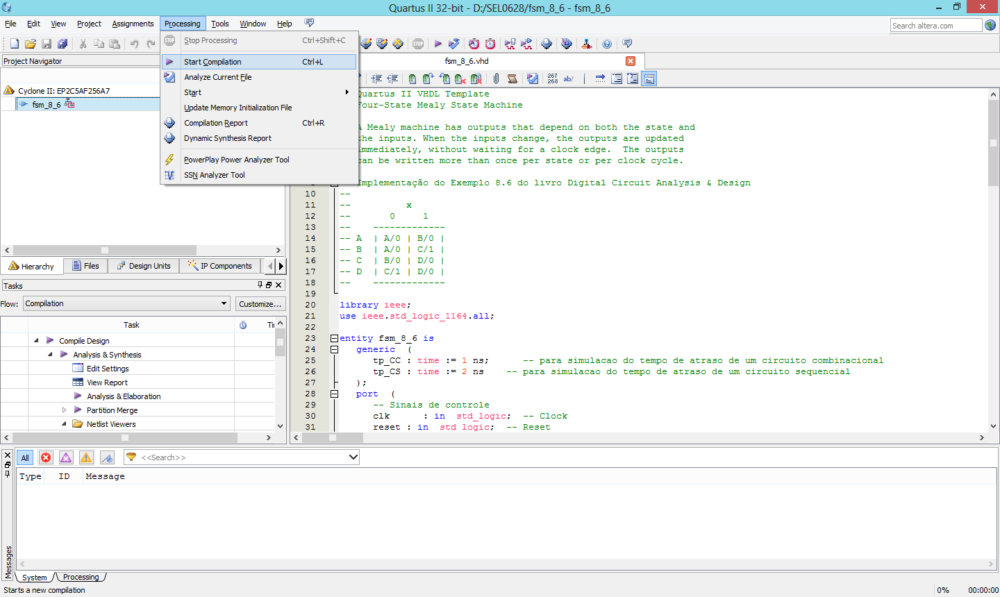 Quartus II 32-bit - D:/SEL0628/fsm_8_6 - fsm_8_6
File Edit View Project Assignments Processing Tools Window Help
Search altera.com
Stop Processing Ctrl+Shift+C
Start Compilation Ctrl+L
Analyze Current File
Start
Update Memory Initialization File
Compilation Report Ctrl+R
Dynamic Synthesis Report
PowerPlay Power Analyzer Tool
SSN Analyzer Tool
Project Navigator
Cyclone II: EP2C5AF256A7
fsm_8_6
Hierarchy Files Design Units IP Components
Tasks
Flow: Compilation Customize...
Task
Compile Design
Analysis & Synthesis
Edit Settings
View Report
Analysis & Elaboration
Partition Merge
Netlist Viewers
fsm_8_6.vhd
267 268 ab/
Quartus II VHDL Template
Four-State Mealy State Machine
A Mealy machine has outputs that depend on both the state and
the inputs. When the inputs change, the outputs are updated
immediately, without waiting for a clock edge.  The outputs
can be written more than once per state or per clock cycle.
Implementação do Exemplo 8.6 do livro Digital Circuit Analysis & Design
10 --
11 -- x
12 -- 0 1
13 -- -------------
14 -- A | A/0 | B/0 |
15 -- B | A/0 | C/1 |
16 -- C | B/0 | D/0 |
17 -- D | C/1 | D/0 |
18 -- -------------
19
20 library ieee;
21 use ieee.std_logic_1164.all;
22
23 entity fsm_8_6 is
24 generic (
25 tp_CC : time := 1 ns; -- para simulacao do tempo de atraso de um circuito combinacional
26 tp_CS : time := 2 ns -- para simulacao do tempo de atraso de um circuito sequencial
27 );
28 port (
29 -- Sinais de controle
30 clk : in std_logic; -- Clock
31 reset : in std_logic; -- Reset
All <<Search>>
Type ID Message
Messages
System Processing
Starts a new compilation 0% 00:00:00